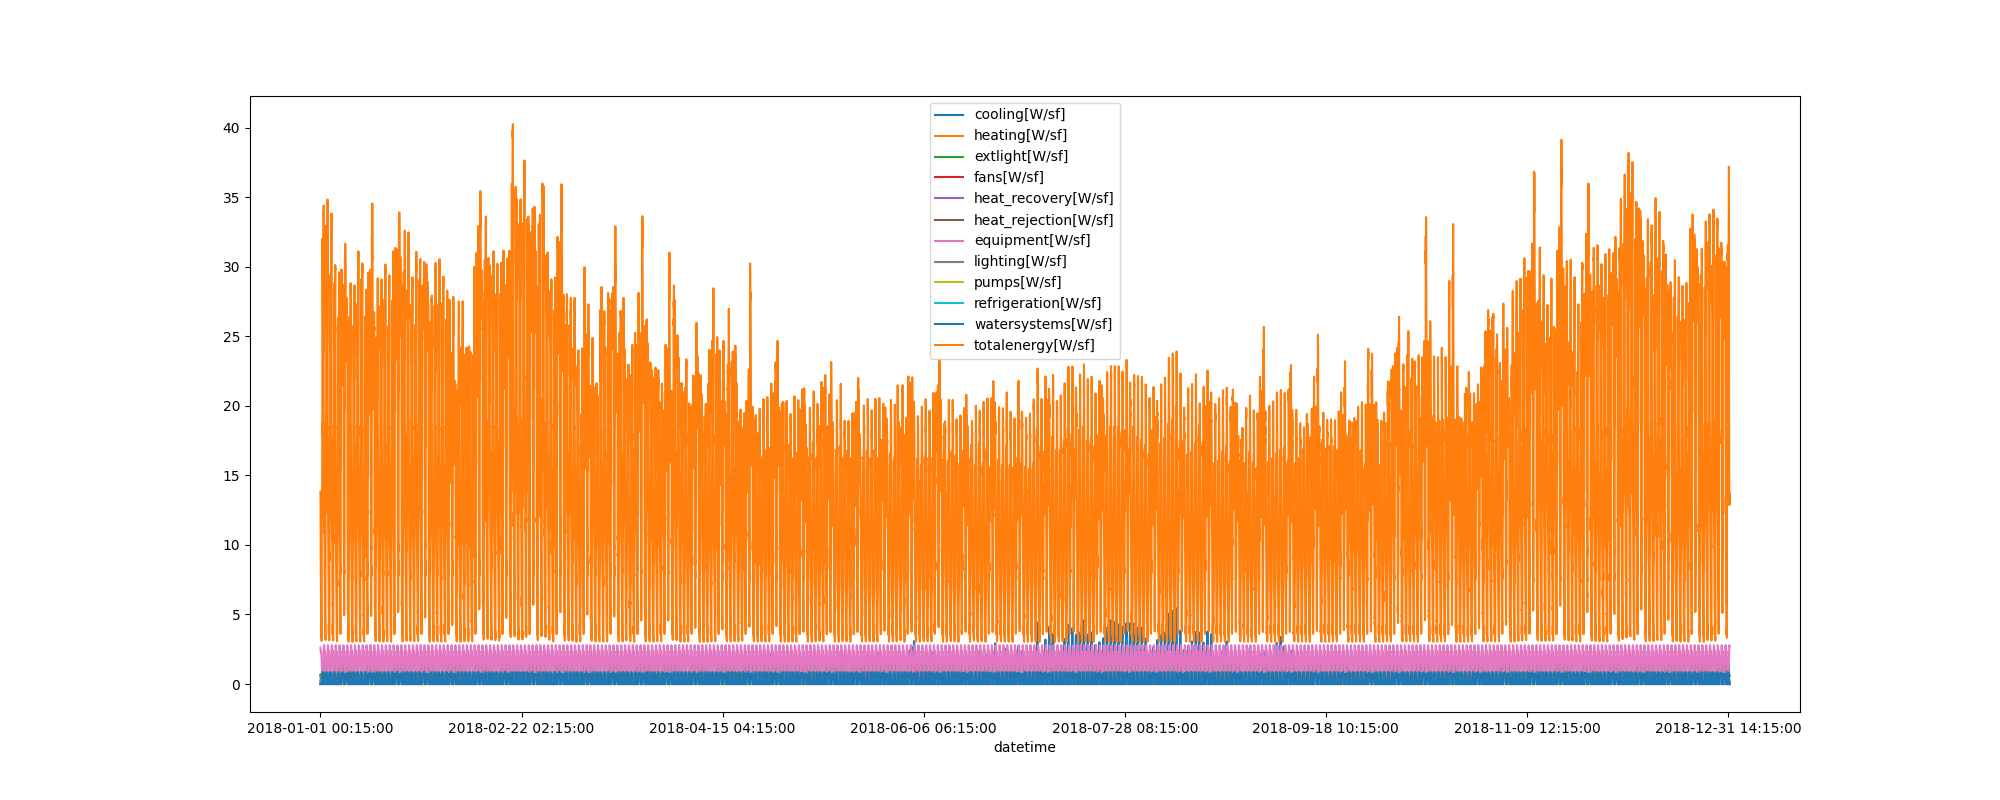 40
35
30
25
20
15
10
5
0
cooling[W/sf]
heating[W/sf]
extlight[W/sf]
fans[W/sf]
heat_recovery[W/sf]
heat_rejection[W/sf]
equipment[W/sf]
lighting[W/sf]
pumps[W/sf]
refrigeration[W/sf]
watersystems[W/sf]
totalenergy[W/sf]
2018-01-01 00:15:00 2018-02-22 02:15:00 2018-04-15 04:15:00 2018-06-06 06:15:00 2018-07-28 08:15:00 2018-09-18 10:15:00 2018-11-09 12:15:00 2018-12-31 14:15:00
datetime